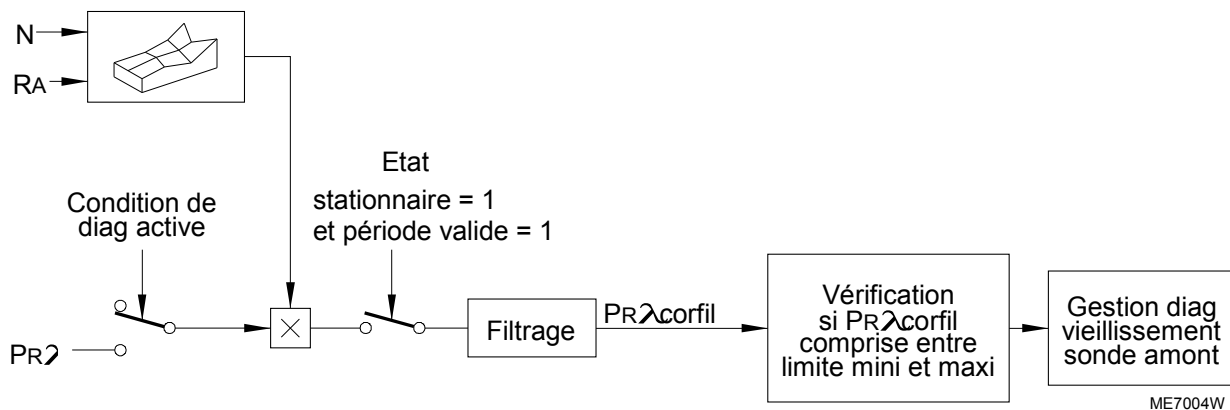 N
RA
Etat
stationnaire = 1
et période valide = 1
Condition de
diag active
PRλ
×
Filtrage
PRλcorfil
Vérification
si PRλcorfil
comprise entre
limite mini et maxi
Gestion diag
vieillissement
sonde amont
ME7004W